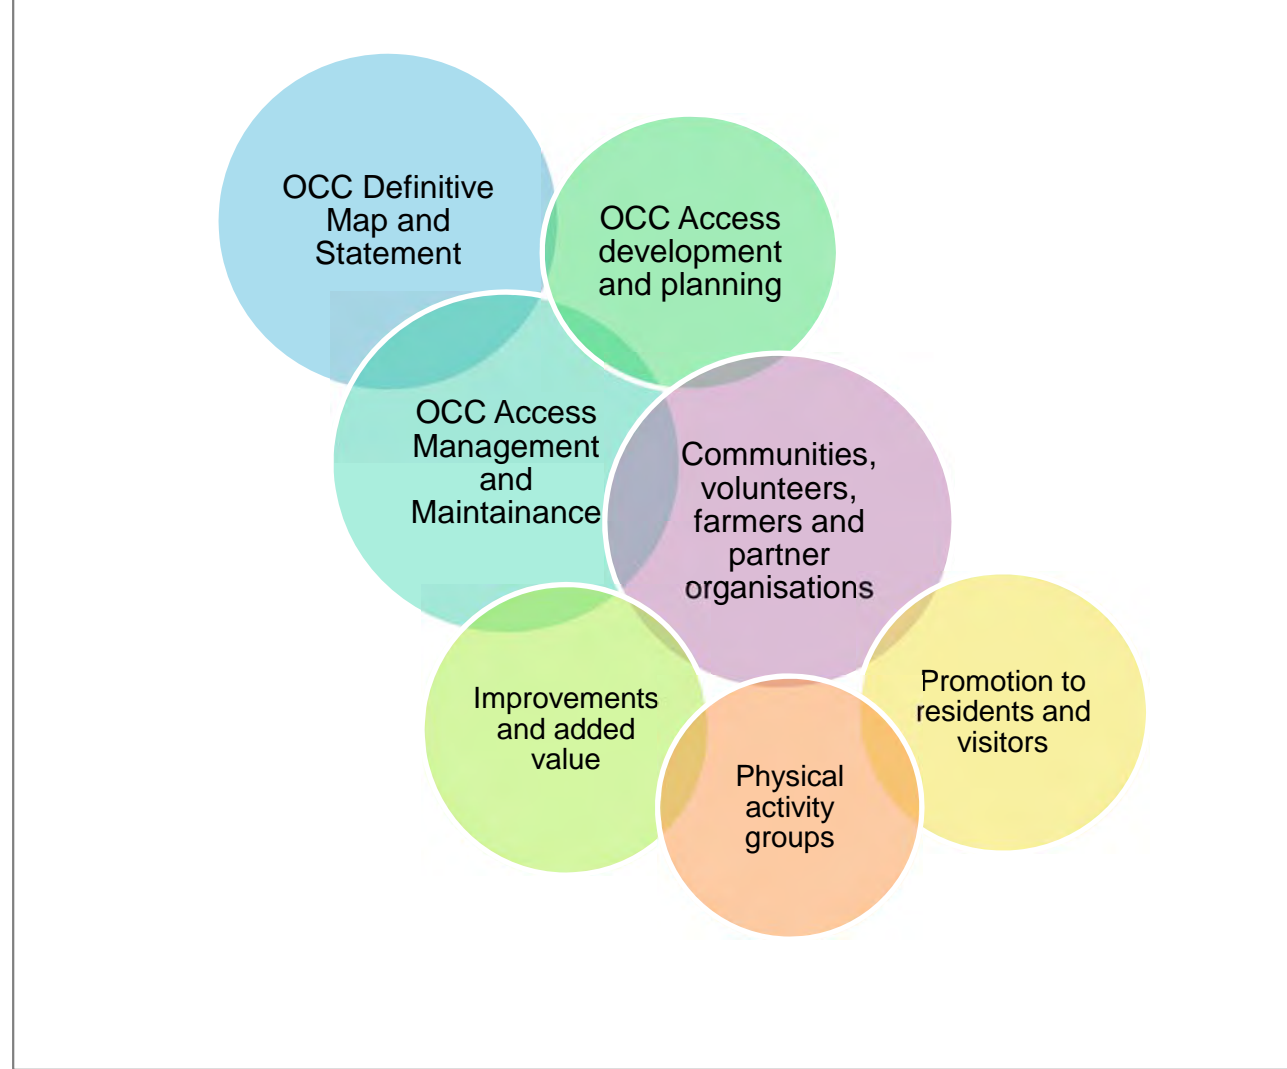 OCC Definitive
Map and
Statement
OCC Access
development
and planning
OCC Access
Management
and
Maintainance
Communities,
volunteers,
farmers and
partner
organisations
Improvements
and added
value
Physical
activity
groups
Promotion to
residents and
visitors